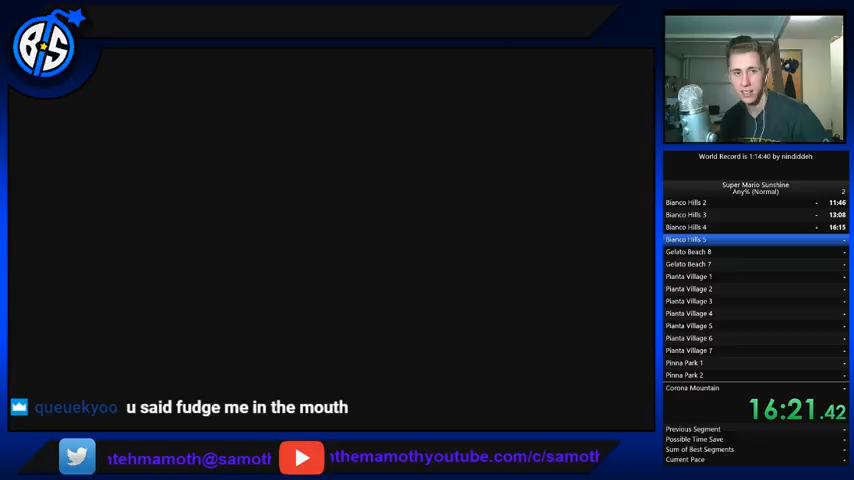 BS
World Record is 1:14:40 by nindiddeh
Super Mario Sunshine
Any% (Normal) 2
Bianco Hills 2 - 11:46
Bianco Hills 3 - 13:08
Bianco Hills 4 - 16:15
Bianco Hills 5 -
Gelato Beach 8 -
Gelato Beach 7 -
Pianta Village 1 -
Pianta Village 2 -
Pianta Village 3 -
Pianta Village 4 -
Pianta Village 5 -
Pianta Village 6 -
Pianta Village 7 -
Pinna Park 1 -
Pinna Park 2 -
Corona Mountain -
16:21.42
Previous Segment -
Possible Time Save -
Sum of Best Segments -
Current Pace -
queuekyoo u said fudge me in the mouth
ntehmamoth@samoth
nthemamothyoutube.com/c/samoth